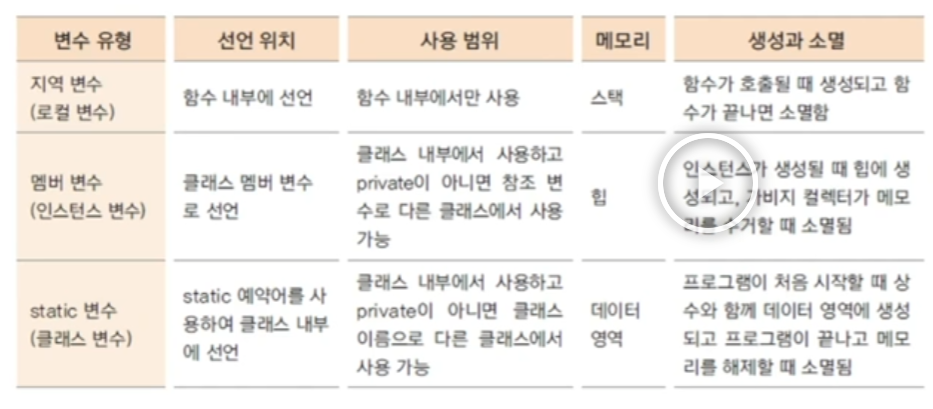 변수 유형 선언 위치 사용 범위 메모리 생성과 소멸
지역 변수
(로컬 변수)
함수 내부에 선언
함수 내부에서만 사용
스택
함수가 호출될 때 생성되고 함
수가 끝나면 소멸함
멤버 변수
(인스턴스 변수)
클래스 멤버 변수
로 선언
클래스 내부에서 사용하고
private이 아니면 참조 변
수로 다른 클래스에서 사용
가능
힙
인스턴스가 생성될 때 힙에 생
성되고, 가비지 컬렉터가 메모
리를 수거할 때 소멸됨
static 변수
(클래스 변수)
static 예약어를 사
용하여 클래스 내부
에 선언
클래스 내부에서 사용하고
private이 아니면 클래스
이름으로 다른 클래스에서
사용 가능
데이터
영역
프로그램이 처음 시작할 때 상
수와 함께 데이터 영역에 생성
되고 프로그램이 끝나고 메모
리를 해제할 때 소멸됨